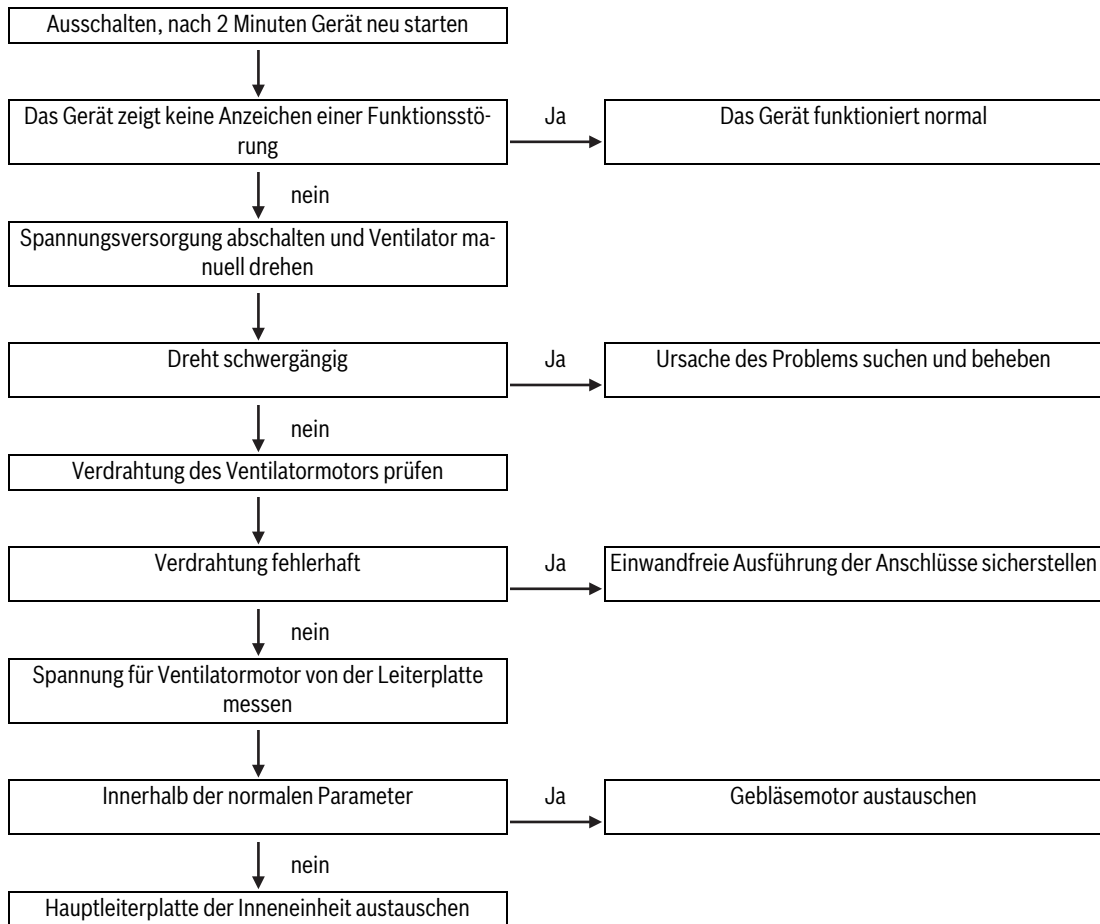 Ausschalten, nach 2 Minuten Gerät neu starten
Das Gerät zeigt keine Anzeichen einer Funktionsstö-
rung
Ja
Das Gerät funktioniert normal
nein
Spannungsversorgung abschalten und Ventilator ma-
nuell drehen
Dreht schwergängig
Ja
Ursache des Problems suchen und beheben
nein
Verdrahtung des Ventilatormotors prüfen
Verdrahtung fehlerhaft
Ja
Einwandfreie Ausführung der Anschlüsse sicherstellen
nein
Spannung für Ventilatormotor von der Leiterplatte
messen
Innerhalb der normalen Parameter
Ja
Gebläsemotor austauschen
nein
Hauptleiterplatte der Inneneinheit austauschen